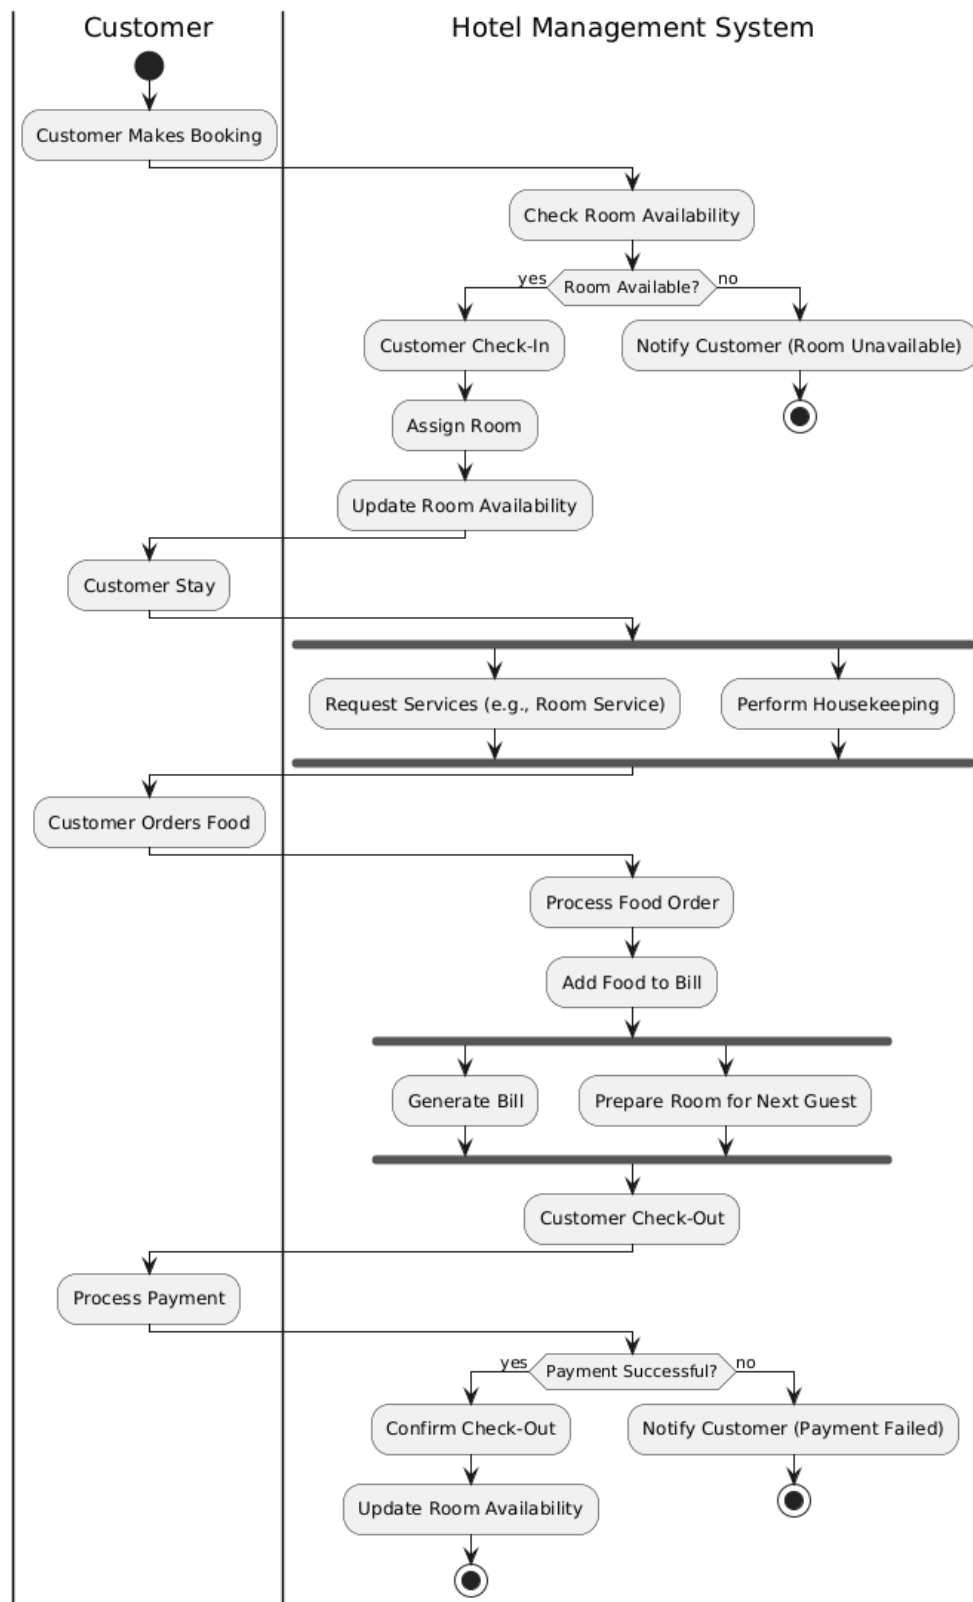 Customer
Hotel Management System
Customer Makes Booking
Check Room Availability
yes
Room Available?
no
Customer Check-In
Notify Customer (Room Unavailable)
Assign Room
Update Room Availability
Customer Stay
Request Services (e.g., Room Service)
Perform Housekeeping
Customer Orders Food
Process Food Order
Add Food to Bill
Generate Bill
Prepare Room for Next Guest
Customer Check-Out
Process Payment
yes
Payment Successful?
no
Confirm Check-Out
Notify Customer (Payment Failed)
Update Room Availability